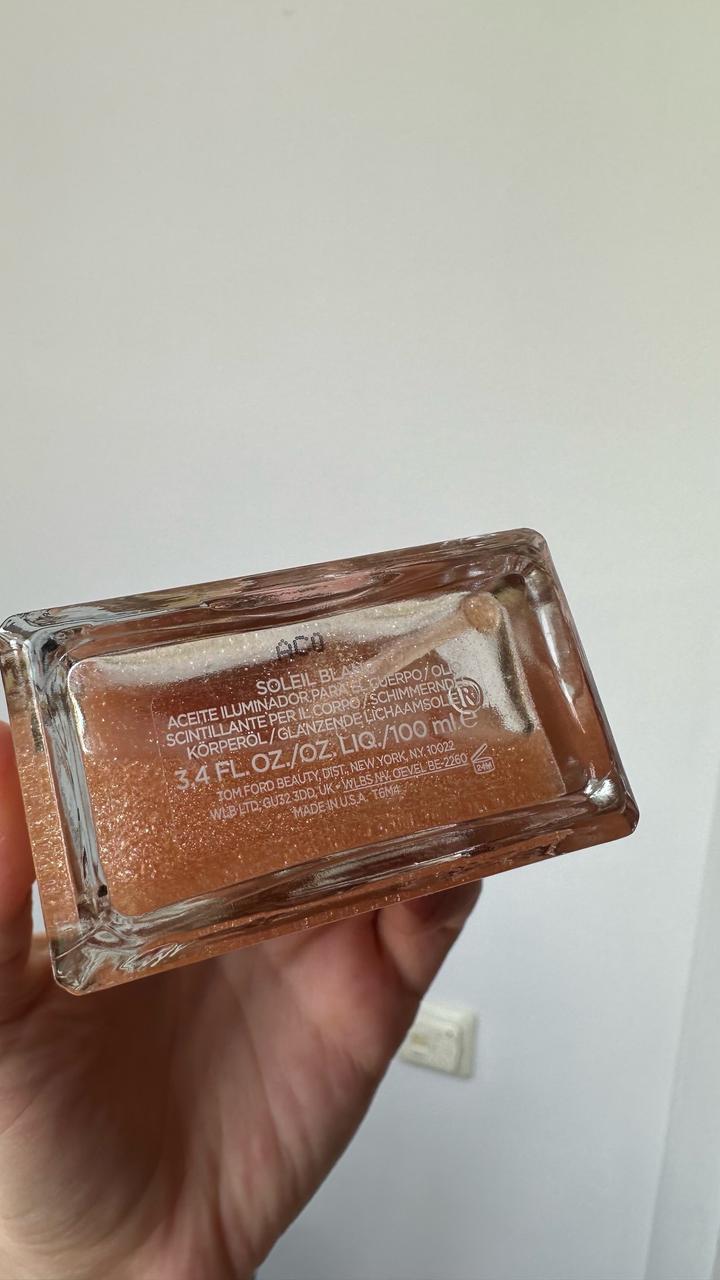 AC0
SOLEIL BLANC
ACEITE ILUMINADOR PARA EL CUERPO / OLIO
SCINTILLANTE PER IL CORPO / SCHIMMERNDES
KÖRPERÖL / GLANZENDE LICHAAMSOLIE
3,4 FL. OZ./OZ. LIQ./100 ml ℮
TOM FORD BEAUTY, DIST., NEW YORK, N.Y. 10022
WLB LTD; GU32 3DD, UK • WLBS NV. OEVEL BE-2260 24M
MADE IN U.S.A. T6M4